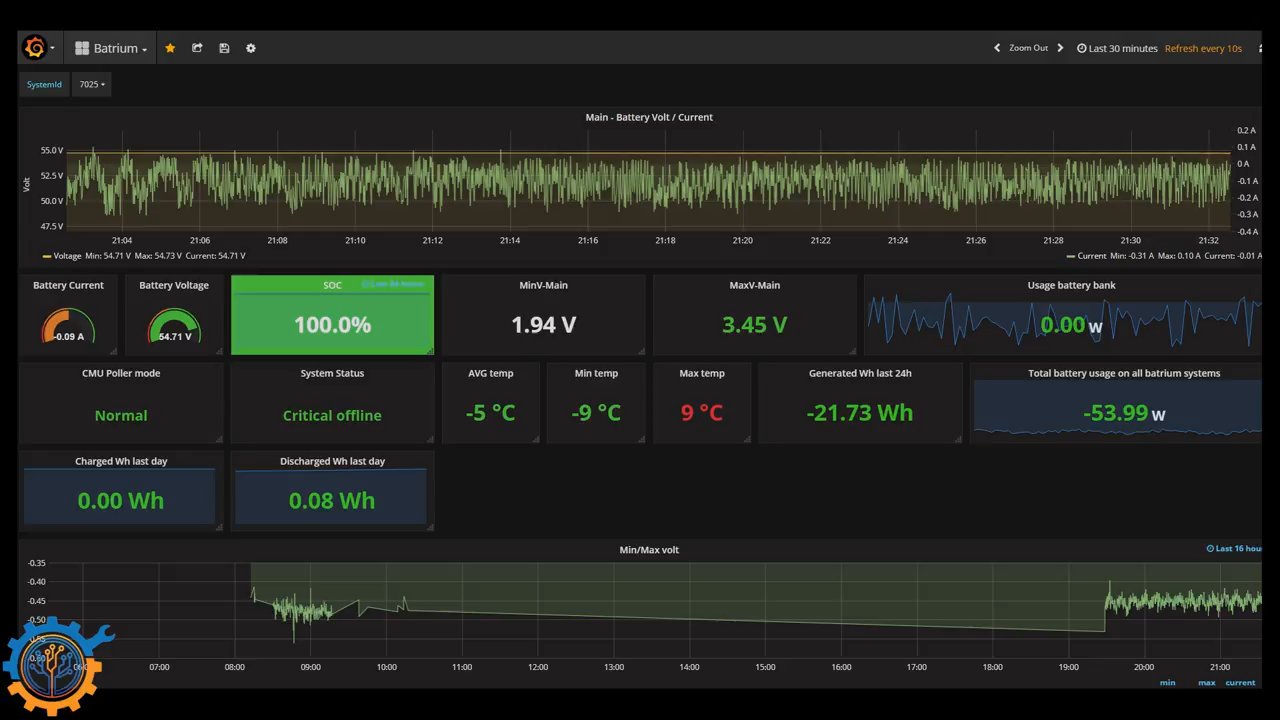 Batrium
Zoom Out
Last 30 minutes
Refresh every 10s
SystemId
7025
Main - Battery Volt / Current
55.0 V
52.5 V
50.0 V
47.5 V
Volt
0.2 A
0.1 A
0 A
-0.1 A
-0.2 A
-0.3 A
-0.4 A
21:04 21:06 21:08 21:10 21:12 21:14 21:16 21:18 21:20 21:22 21:24 21:26 21:28 21:30 21:32
Voltage Min: 54.71 V Max: 54.73 V Current: 54.71 V
Current Min: -0.31 A Max: 0.10 A Current: -0.01 A
Battery Current
-0.09 A
Battery Voltage
54.71 V
SOC
100.0%
MinV-Main
1.94 V
MaxV-Main
3.45 V
Usage battery bank
0.00 W
CMU Poller mode
Normal
System Status
Critical offline
AVG temp
-5 °C
Min temp
-9 °C
Max temp
9 °C
Generated Wh last 24h
-21.73 Wh
Total battery usage on all batrium systems
-53.99 W
Charged Wh last day
0.00 Wh
Discharged Wh last day
0.08 Wh
Min/Max volt
Last 16 hou
-0.35
-0.40
-0.45
-0.50
07:00 08:00 09:00 10:00 11:00 12:00 13:00 14:00 15:00 16:00 17:00 18:00 19:00 20:00 21:00
min max current